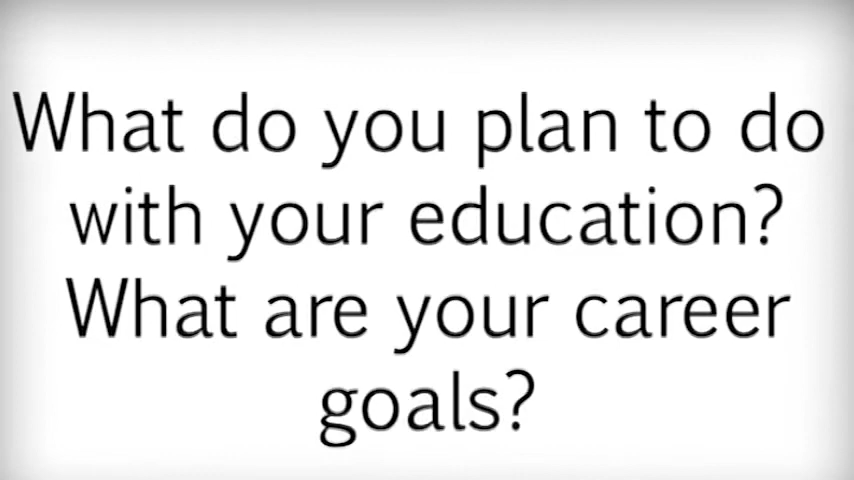 What do you plan to do
with your education?
What are your career
goals?